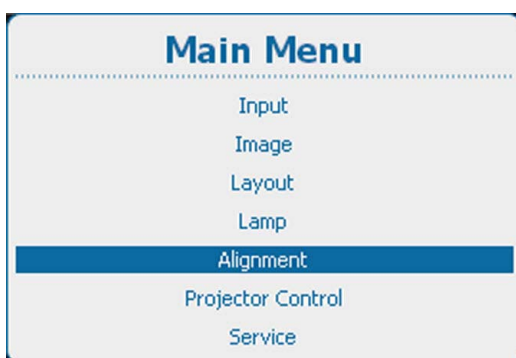 Main Menu
Input
Image
Layout
Lamp
Alignment
Projector Control
Service